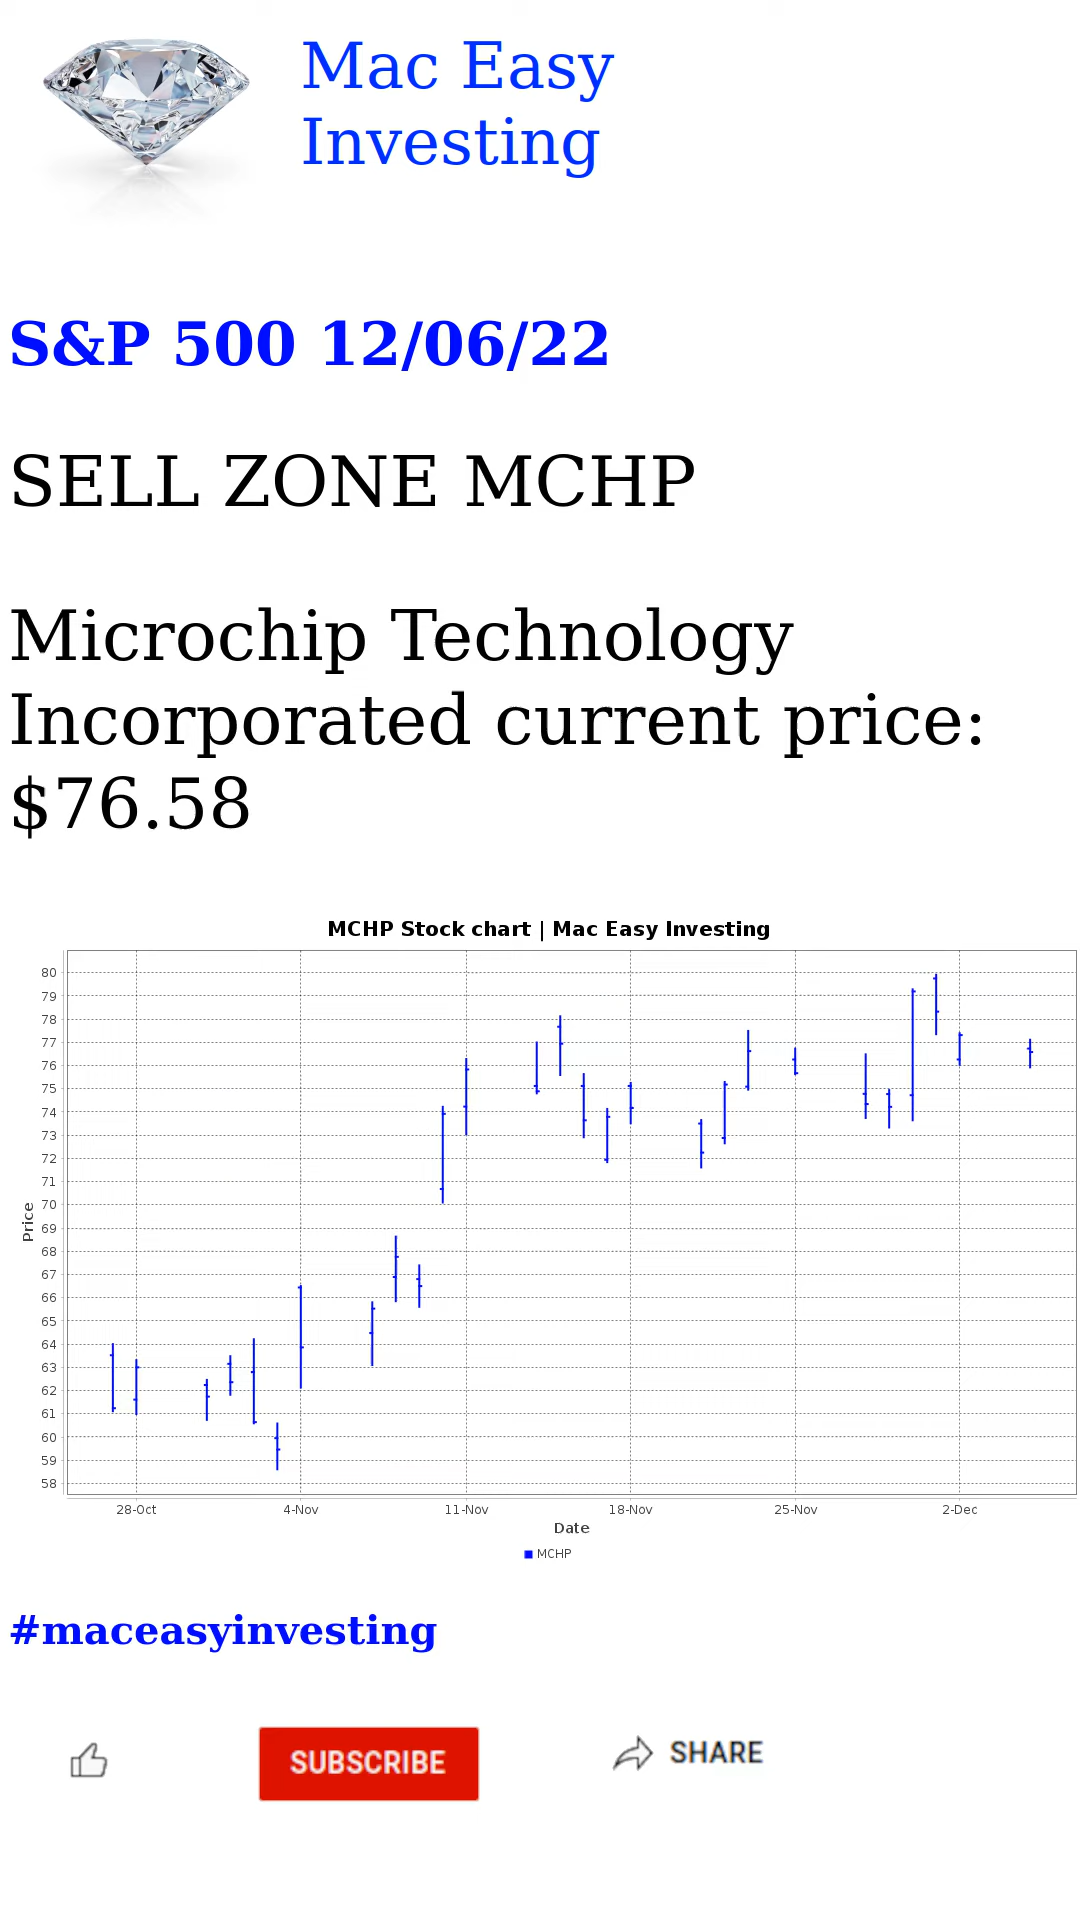 Mac Easy
Investing
S&P 500 12/06/22
SELL ZONE MCHP
Microchip Technology
Incorporated current price:
$76.58
MCHP Stock chart | Mac Easy Investing
80
79
78
77
76
75
74
73
72
71
70
69
68
67
66
65
64
63
62
61
60
59
58
Price
28-Oct 4-Nov 11-Nov 18-Nov 25-Nov 2-Dec
Date
MCHP
#maceasyinvesting
SUBSCRIBE SHARE